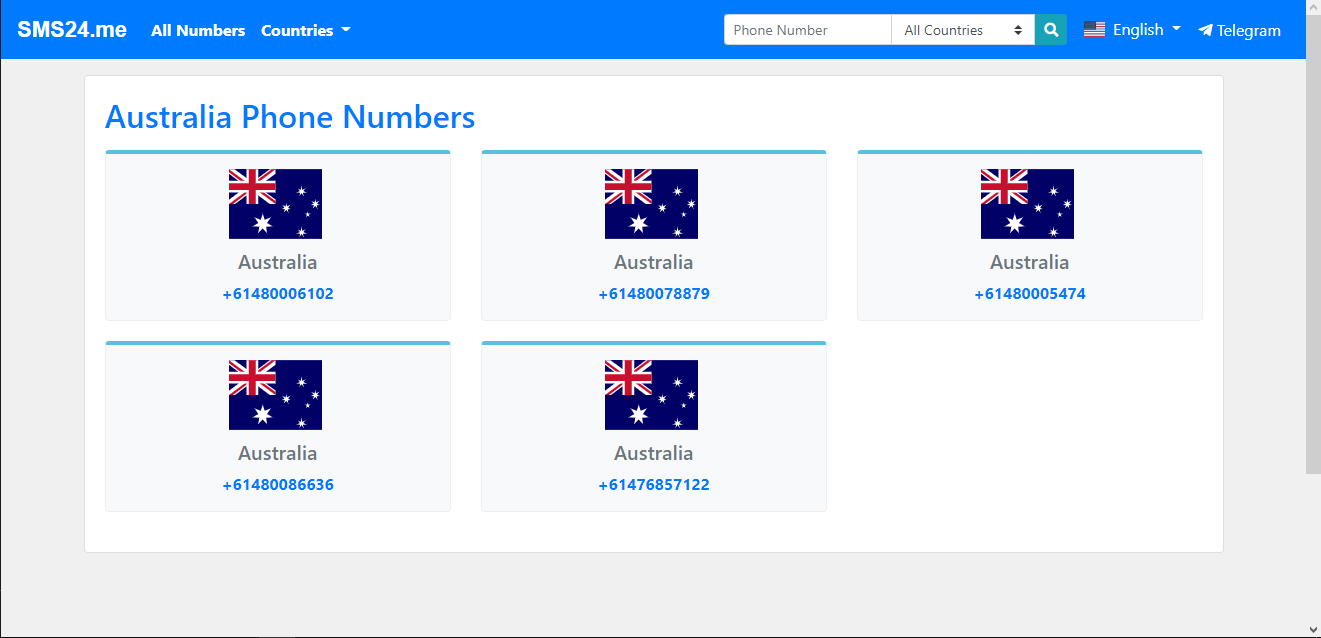 SMS24.me All Numbers Countries Phone Number All Countries English Telegram
Australia Phone Numbers
Australia Australia Australia
+61480006102 +61480078879 +61480005474
Australia Australia
+61480086636 +61476857122